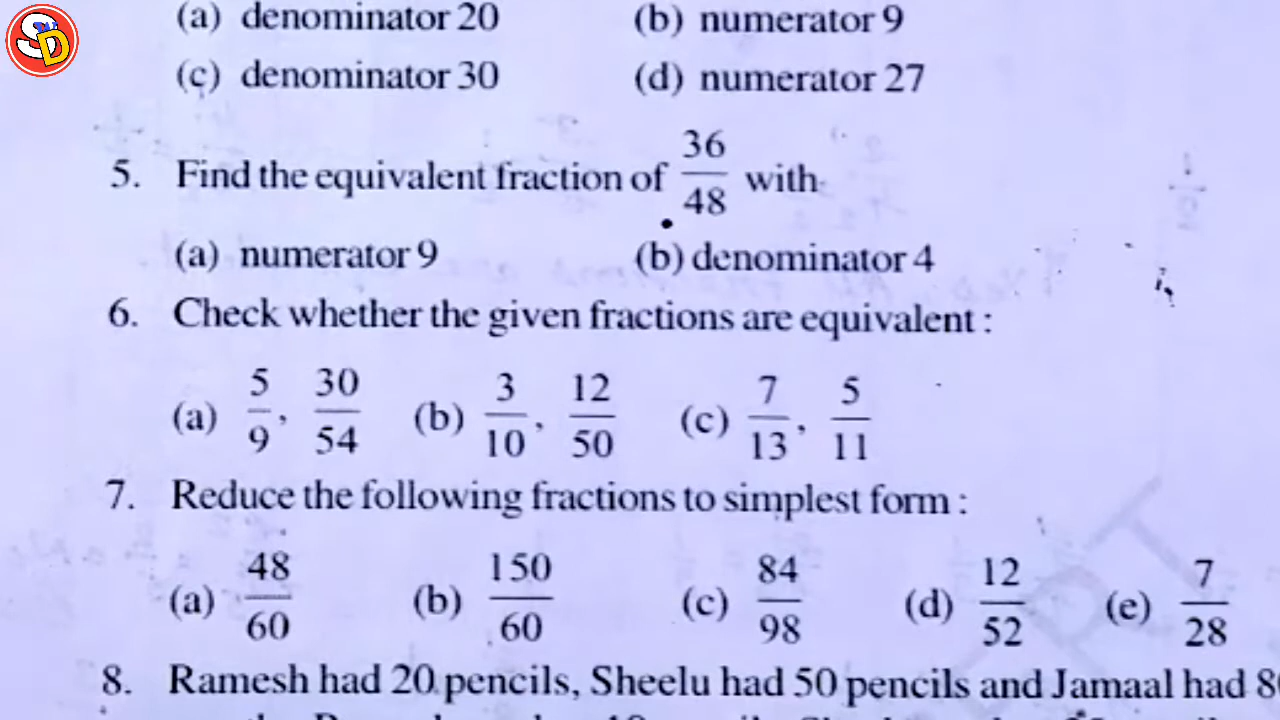 SD
(a) denominator 20 (b) numerator 9
(c) denominator 30 (d) numerator 27
5. Find the equivalent fraction of 36/48 with
(a) numerator 9 (b) denominator 4
6. Check whether the given fractions are equivalent :
(a) 5/9, 30/54 (b) 3/10, 12/50 (c) 7/13, 5/11
7. Reduce the following fractions to simplest form :
(a) 48/60 (b) 150/60 (c) 84/98 (d) 12/52 (e) 7/28
8. Ramesh had 20 pencils, Sheelu had 50 pencils and Jamaal had